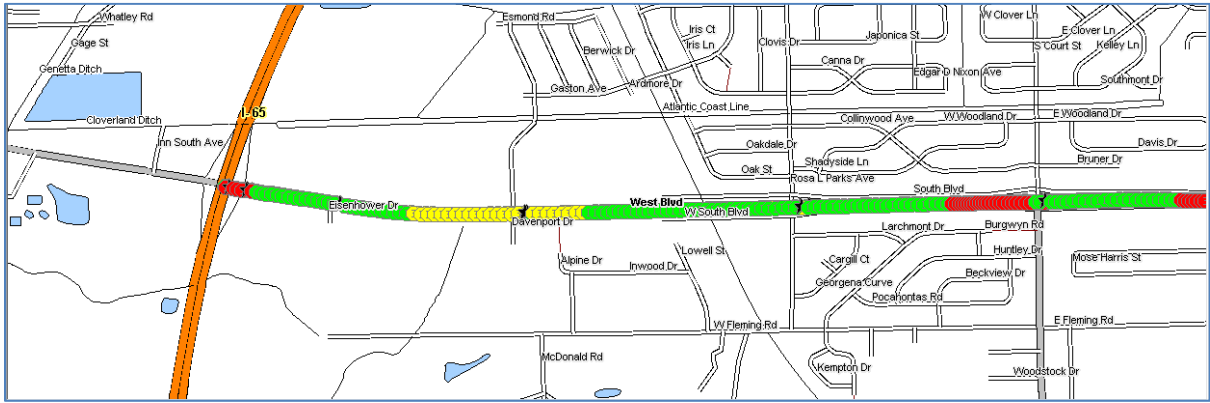 Whatley Rd
Esmond Rd
W Clover Ln
Gage St
Iris Ct
Iris Ln
Clovis Dr
Japonica St
E Clover Ln
S Court St
Kelley Ln
Berwick Dr
Genetta Ditch
Canna Dr
Edgar D Nixon Ave
Southmont Dr
Gaston Ave
Ardmore Dr
I-65
Atlantic Coast Line
Cloverland Ditch
Collinwood Ave
W Woodland Dr
E Woodland Dr
Inn South Ave
Oakdale Dr
Davis Dr
Shadyside Ln
Bruner Dr
Oak St
Rosa L Parks Ave
South Blvd
West Blvd
Eisenhower Dr
W South Blvd
Davenport Dr
Larchmont Dr
Burgwyn Rd
Lowell St
Huntley Dr
Alpine Dr
Inwood Dr
Cargill Ct
Mose Harris St
Beckview Dr
Georgena Curve
Pocahontas Rd
W Fleming Rd
E Fleming Rd
McDonald Rd
Kempton Dr
Woodstock Dr